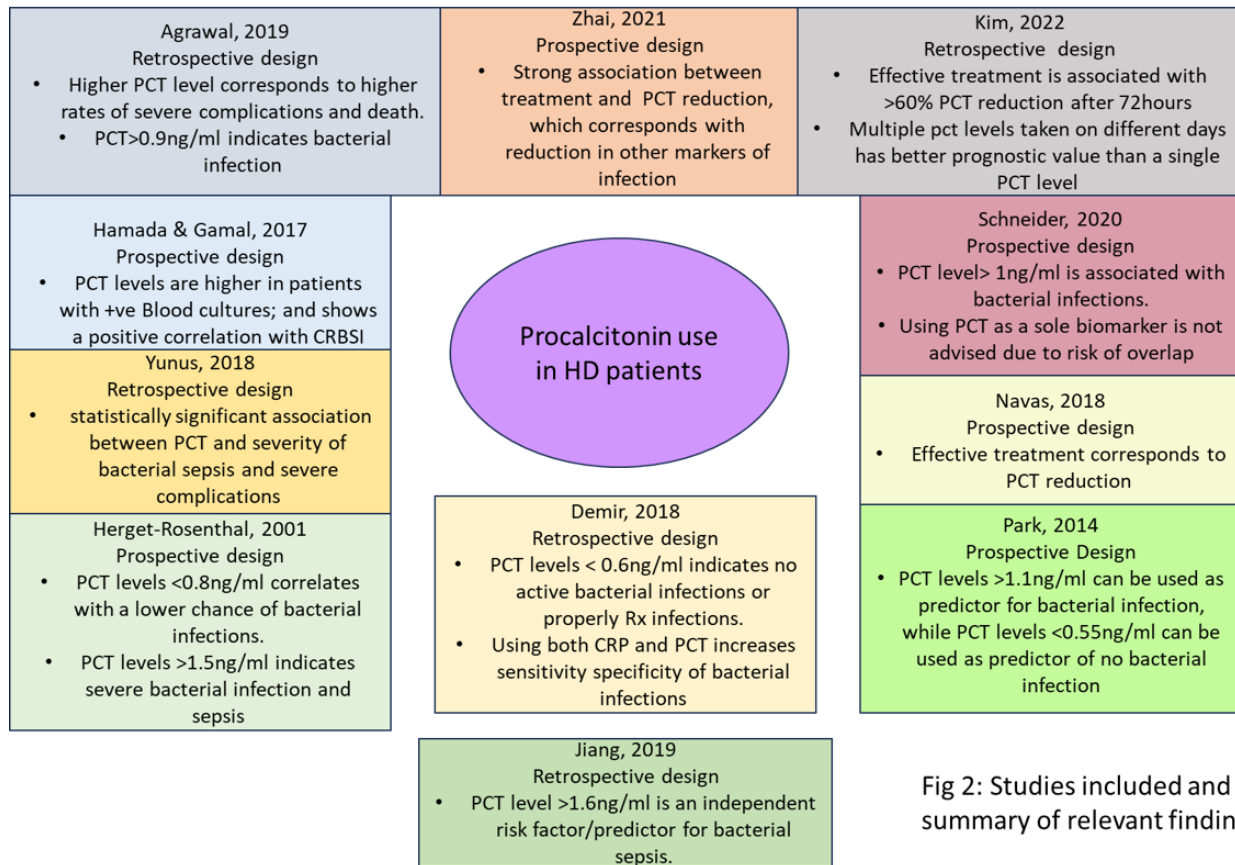 Agrawal, 2019
Retrospective design
• Higher PCT level corresponds to higher
rates of severe complications and death.
• PCT>0.9ng/ml indicates bacterial
infection
Zhai, 2021
Prospective design
• Strong association between
treatment and PCT reduction,
which corresponds with
reduction in other markers of
infection
Kim, 2022
Retrospective design
• Effective treatment is associated with
>60% PCT reduction after 72hours
• Multiple pct levels taken on different days
has better prognostic value than a single
PCT level
Hamada & Gamal, 2017
Prospective design
• PCT levels are higher in patients
with +ve Blood cultures; and shows
a positive correlation with CRBSI
Yunus, 2018
Retrospective design
• statistically significant association
between PCT and severity of
bacterial sepsis and severe
complications
Herget-Rosenthal, 2001
Prospective design
• PCT levels <0.8ng/ml correlates
with a lower chance of bacterial
infections.
• PCT levels >1.5ng/ml indicates
severe bacterial infection and
sepsis
Procalcitonin use
in HD patients
Demir, 2018
Retrospective design
• PCT levels < 0.6ng/ml indicates no
active bacterial infections or
properly Rx infections.
• Using both CRP and PCT increases
sensitivity specificity of bacterial
infections
Schneider, 2020
Prospective design
• PCT level> 1ng/ml is associated with
bacterial infections.
• Using PCT as a sole biomarker is not
advised due to risk of overlap
Navas, 2018
Prospective design
• Effective treatment corresponds to
PCT reduction
Park, 2014
Prospective Design
• PCT levels >1.1ng/ml can be used as
predictor for bacterial infection,
while PCT levels <0.55ng/ml can be
used as predictor of no bacterial
infection
Jiang, 2019
Retrospective design
• PCT level >1.6ng/ml is an independent
risk factor/predictor for bacterial
sepsis.
Fig 2: Studies included and
summary of relevant findin